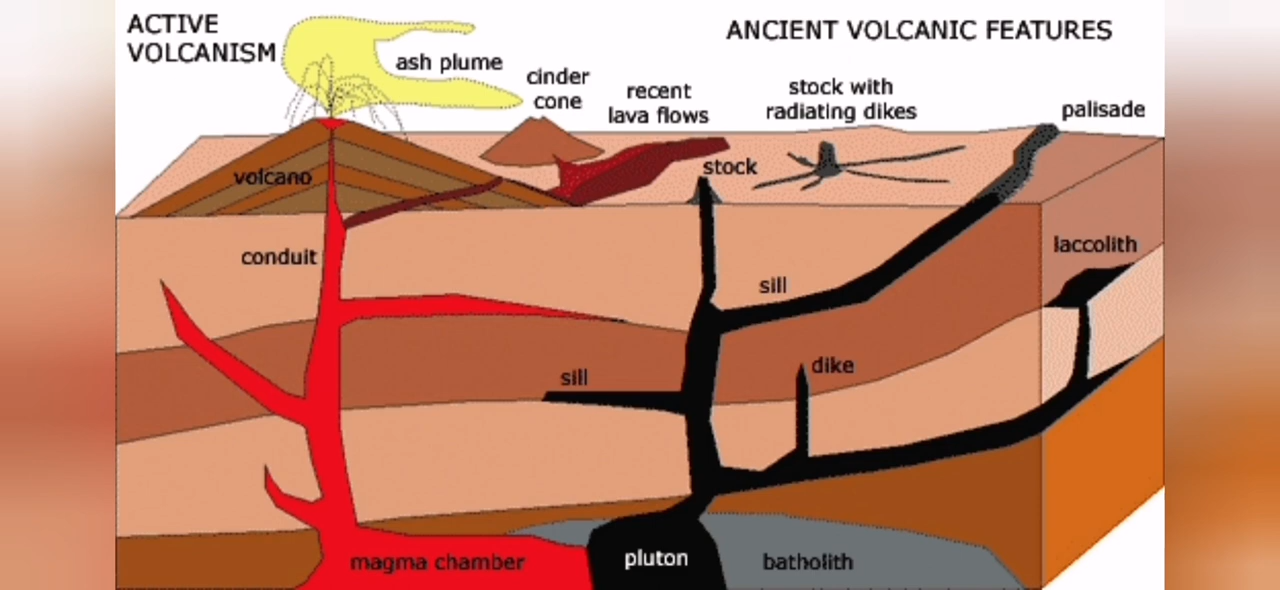 ACTIVE
VOLCANISM
ANCIENT VOLCANIC FEATURES
ash plume
cinder
cone
recent
lava flows
stock with
radiating dikes
palisade
volcano
stock
conduit
laccolith
sill
sill
dike
magma chamber
pluton
batholith